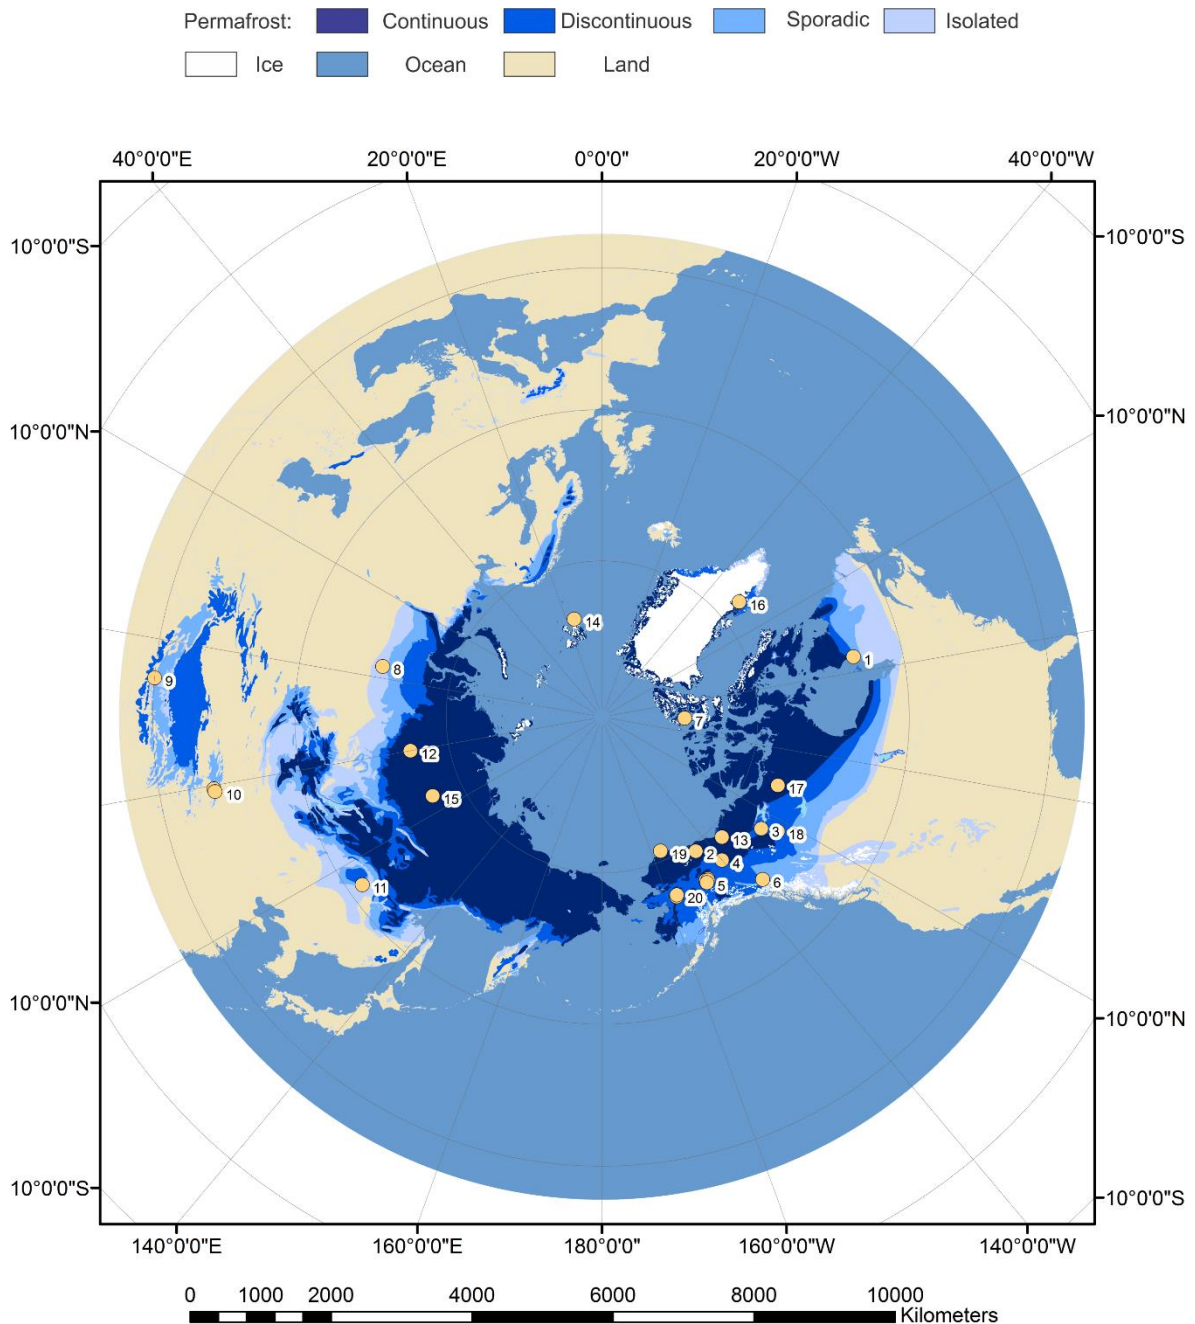 Permafrost: Continuous Discontinuous Sporadic Isolated
Ice Ocean Land
40°0'0"E 20°0'0"E 0°0'0" 20°0'0"W 40°0'0"W
10°0'0"S 10°0'0"S
10°0'0"N 10°0'0"N
16
14
1
8
9
7
12
10
15 17
13 3 18
19 2 4
11 5 6
20
10°0'0"N 10°0'0"N
10°0'0"S 10°0'0"S
140°0'0"E 160°0'0"E 180°0'0" 160°0'0"W 140°0'0"W
0 1000 2000 4000 6000 8000 10000
Kilometers